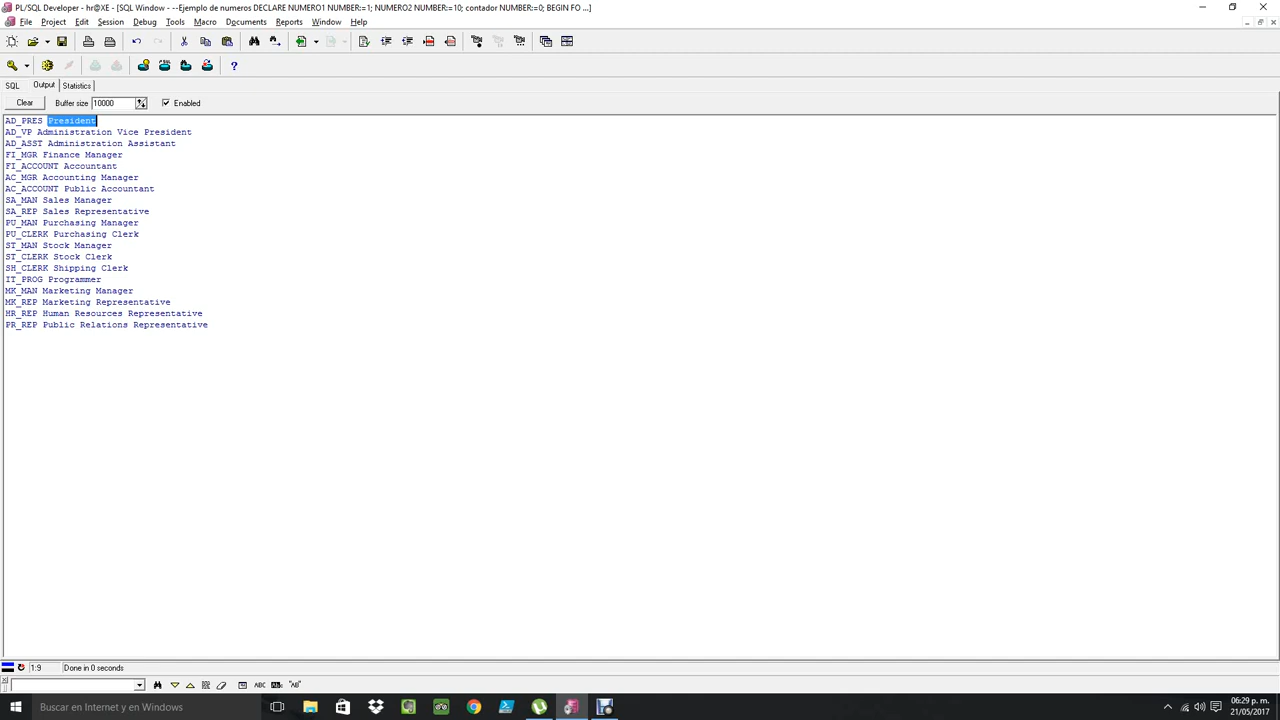 PL/SQL Developer - hr@XE - [SQL Window - --Ejemplo de numeros DECLARE NUMERO1 NUMBER:=1; NUMERO2 NUMBER:=10; contador NUMBER:=0; BEGIN FO ...]
File Project Edit Session Debug Tools Macro Documents Reports Window Help
SQL Output Statistics
Clear Buffer size 10000 Enabled
AD_PRES President
AD_VP Administration Vice President
AD_ASST Administration Assistant
FI_MGR Finance Manager
FI_ACCOUNT Accountant
AC_MGR Accounting Manager
AC_ACCOUNT Public Accountant
SA_MAN Sales Manager
SA_REP Sales Representative
PU_MAN Purchasing Manager
PU_CLERK Purchasing Clerk
ST_MAN Stock Manager
ST_CLERK Stock Clerk
SH_CLERK Shipping Clerk
IT_PROG Programmer
MK_MAN Marketing Manager
MK_REP Marketing Representative
HR_REP Human Resources Representative
PR_REP Public Relations Representative
1:9 Done in 0 seconds
ABC "AB"
Buscar en Internet y en Windows
06:29 p. m.
21/05/2017